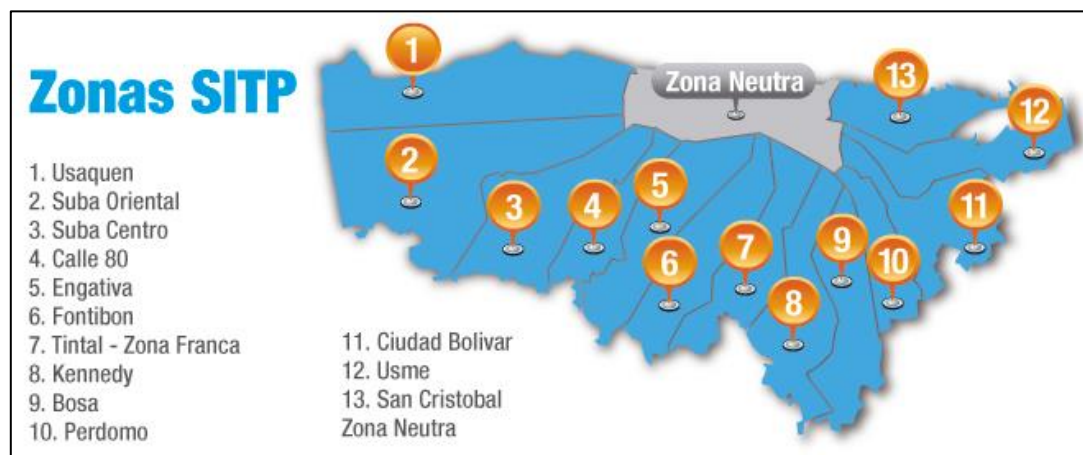 Zonas SITP
1. Usaquen
2. Suba Oriental
3. Suba Centro
4. Calle 80
5. Engativa
6. Fontibon
7. Tintal - Zona Franca
8. Kennedy
9. Bosa
10. Perdomo
11. Ciudad Bolivar
12. Usme
13. San Cristobal
Zona Neutra
1
Zona Neutra
13
12
2
5
3
4
11
9
7
6
10
8